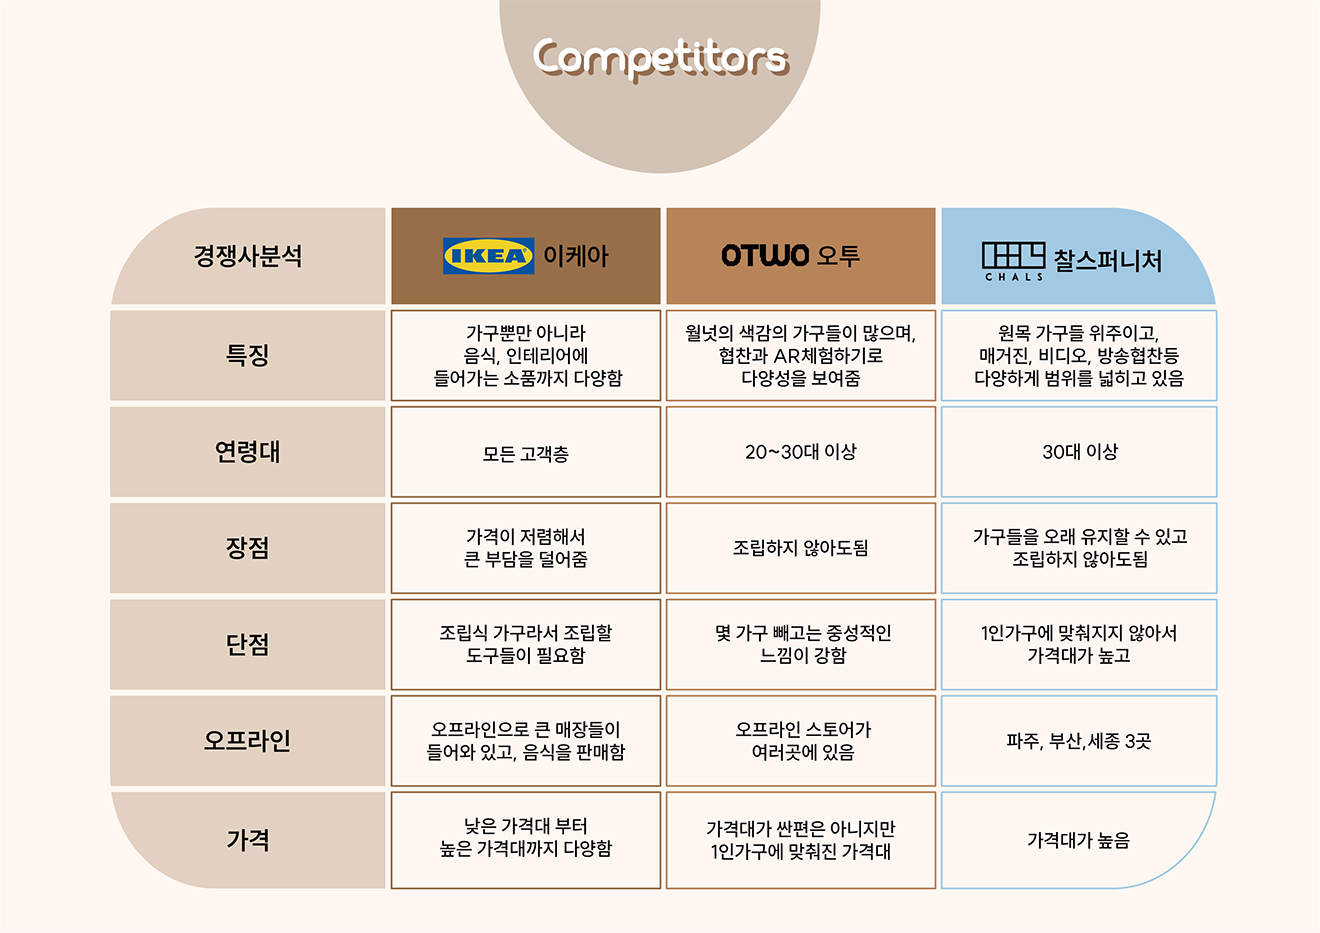 Competitors
경쟁사분석
IKEA 이케아
OTWO 오투
CHALS 찰스퍼니처
특징
가구뿐만 아니라
음식, 인테리어에
들어가는 소품까지 다양함
월넛의 색감의 가구들이 많으며,
협찬과 AR체험하기로
다양성을 보여줌
원목 가구들 위주이고,
매거진, 비디오, 방송협찬등
다양하게 범위를 넓히고 있음
연령대
모든 고객층
20~30대 이상
30대 이상
장점
가격이 저렴해서
큰 부담을 덜어줌
조립하지 않아도됨
가구들을 오래 유지할 수 있고
조립하지 않아도됨
단점
조립식 가구라서 조립할
도구들이 필요함
몇 가구 빼고는 중성적인
느낌이 강함
1인가구에 맞춰지지 않아서
가격대가 높고
오프라인
오프라인으로 큰 매장들이
들어와 있고, 음식을 판매함
오프라인 스토어가
여러곳에 있음
파주, 부산,세종 3곳
가격
낮은 가격대 부터
높은 가격대까지 다양함
가격대가 싼편은 아니지만
1인가구에 맞춰진 가격대
가격대가 높음